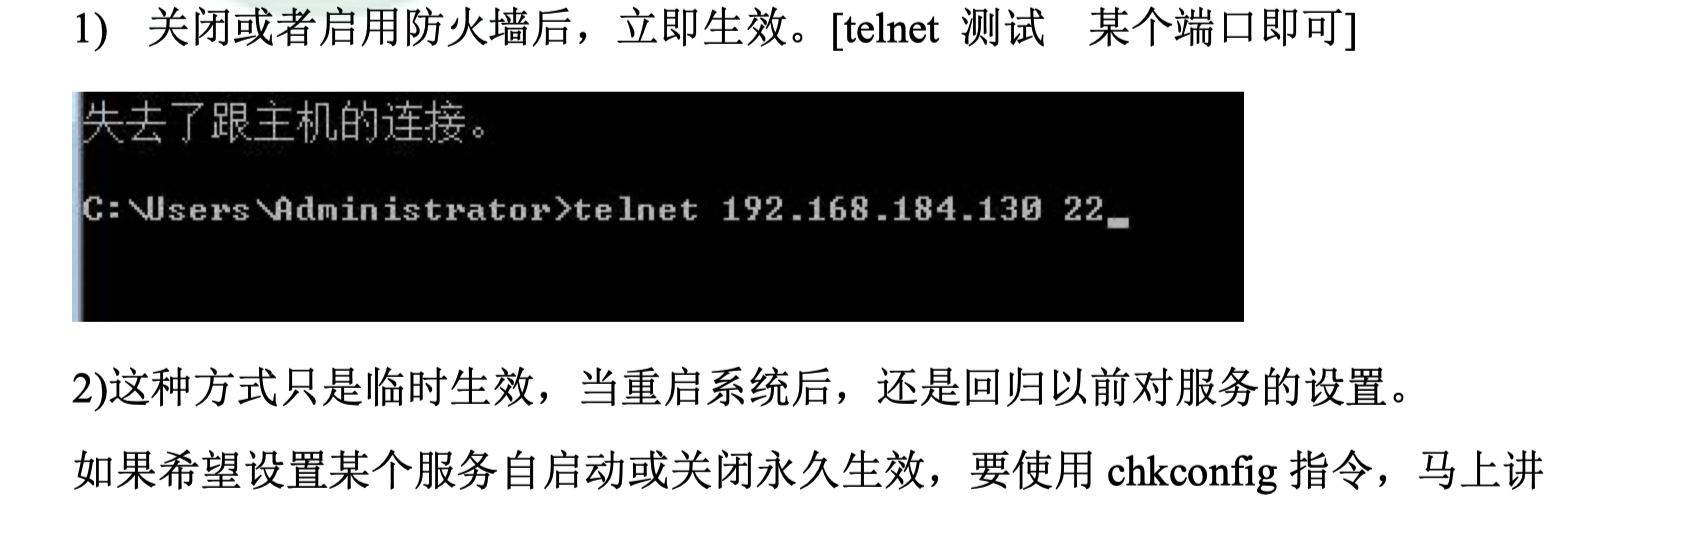 1) 关闭或者启用防火墙后，立即生效。[telnet 测试 某个端口即可]
失去了跟主机的连接。
C:\Users\Administrator>telnet 192.168.184.130 22_
2)这种方式只是临时生效，当重启系统后，还是回归以前对服务的设置。
如果希望设置某个服务自启动或关闭永久生效，要使用 chkconfig 指令，马上讲